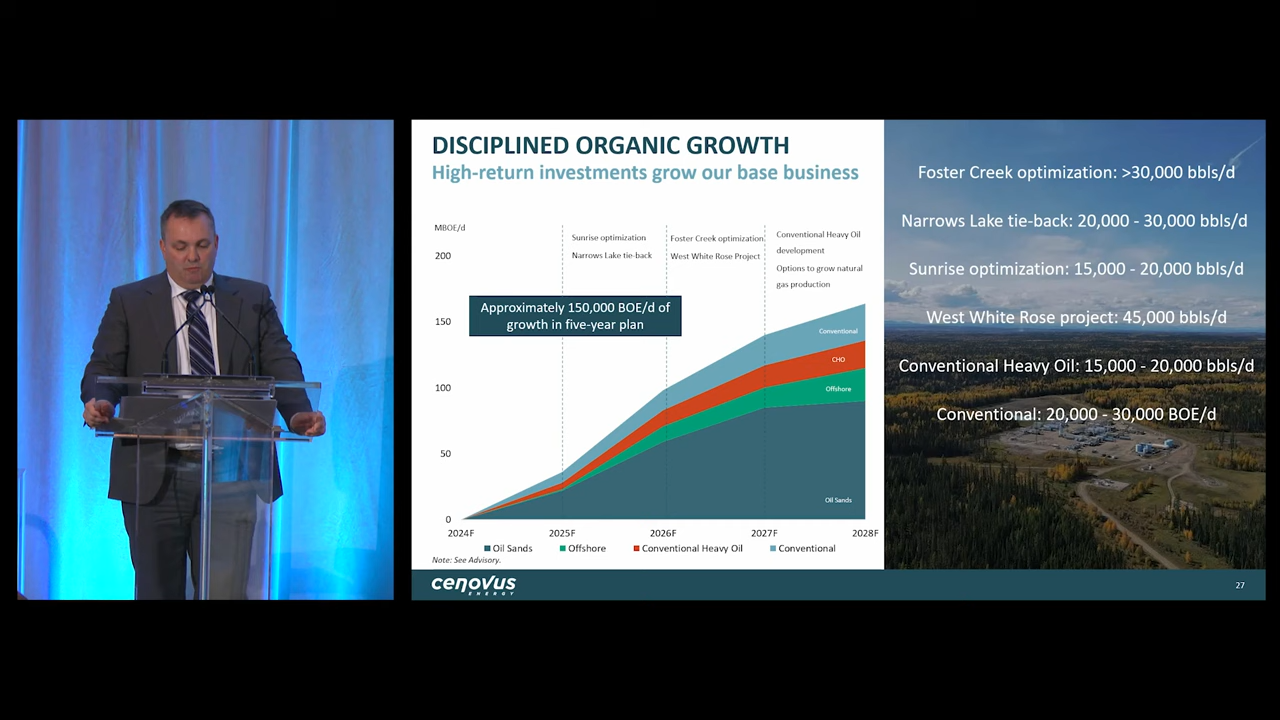 DISCIPLINED ORGANIC GROWTH
High-return investments grow our base business
MBOE/d
200
150
100
50
0
Sunrise optimization
Narrows Lake tie-back
Foster Creek optimization
West White Rose Project
Conventional Heavy Oil
development
Options to grow natural
gas production
Approximately 150,000 BOE/d of
growth in five-year plan
Conventional
CHO
Offshore
Oil Sands
2024F 2025F 2026F 2027F 2028F
Oil Sands Offshore Conventional Heavy Oil Conventional
Note: See Advisory.
Foster Creek optimization: >30,000 bbls/d
Narrows Lake tie-back: 20,000 - 30,000 bbls/d
Sunrise optimization: 15,000 - 20,000 bbls/d
West White Rose project: 45,000 bbls/d
Conventional Heavy Oil: 15,000 - 20,000 bbls/d
Conventional: 20,000 - 30,000 BOE/d
cenovus
ENERGY
27